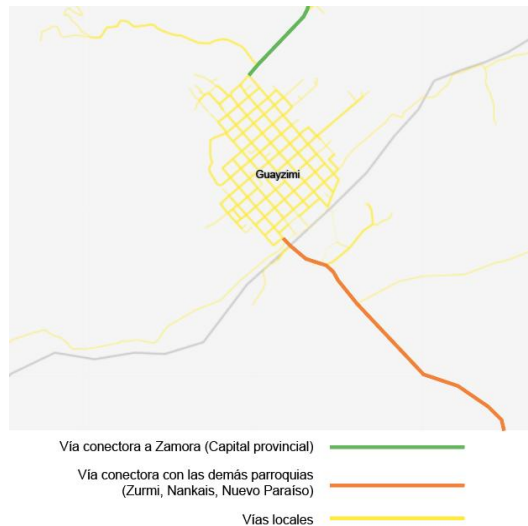 Guayzimi
Vía conectora a Zamora (Capital provincial)
Vía conectora con las demás parroquias
(Zurmi, Nankais, Nuevo Paraíso)
Vías locales